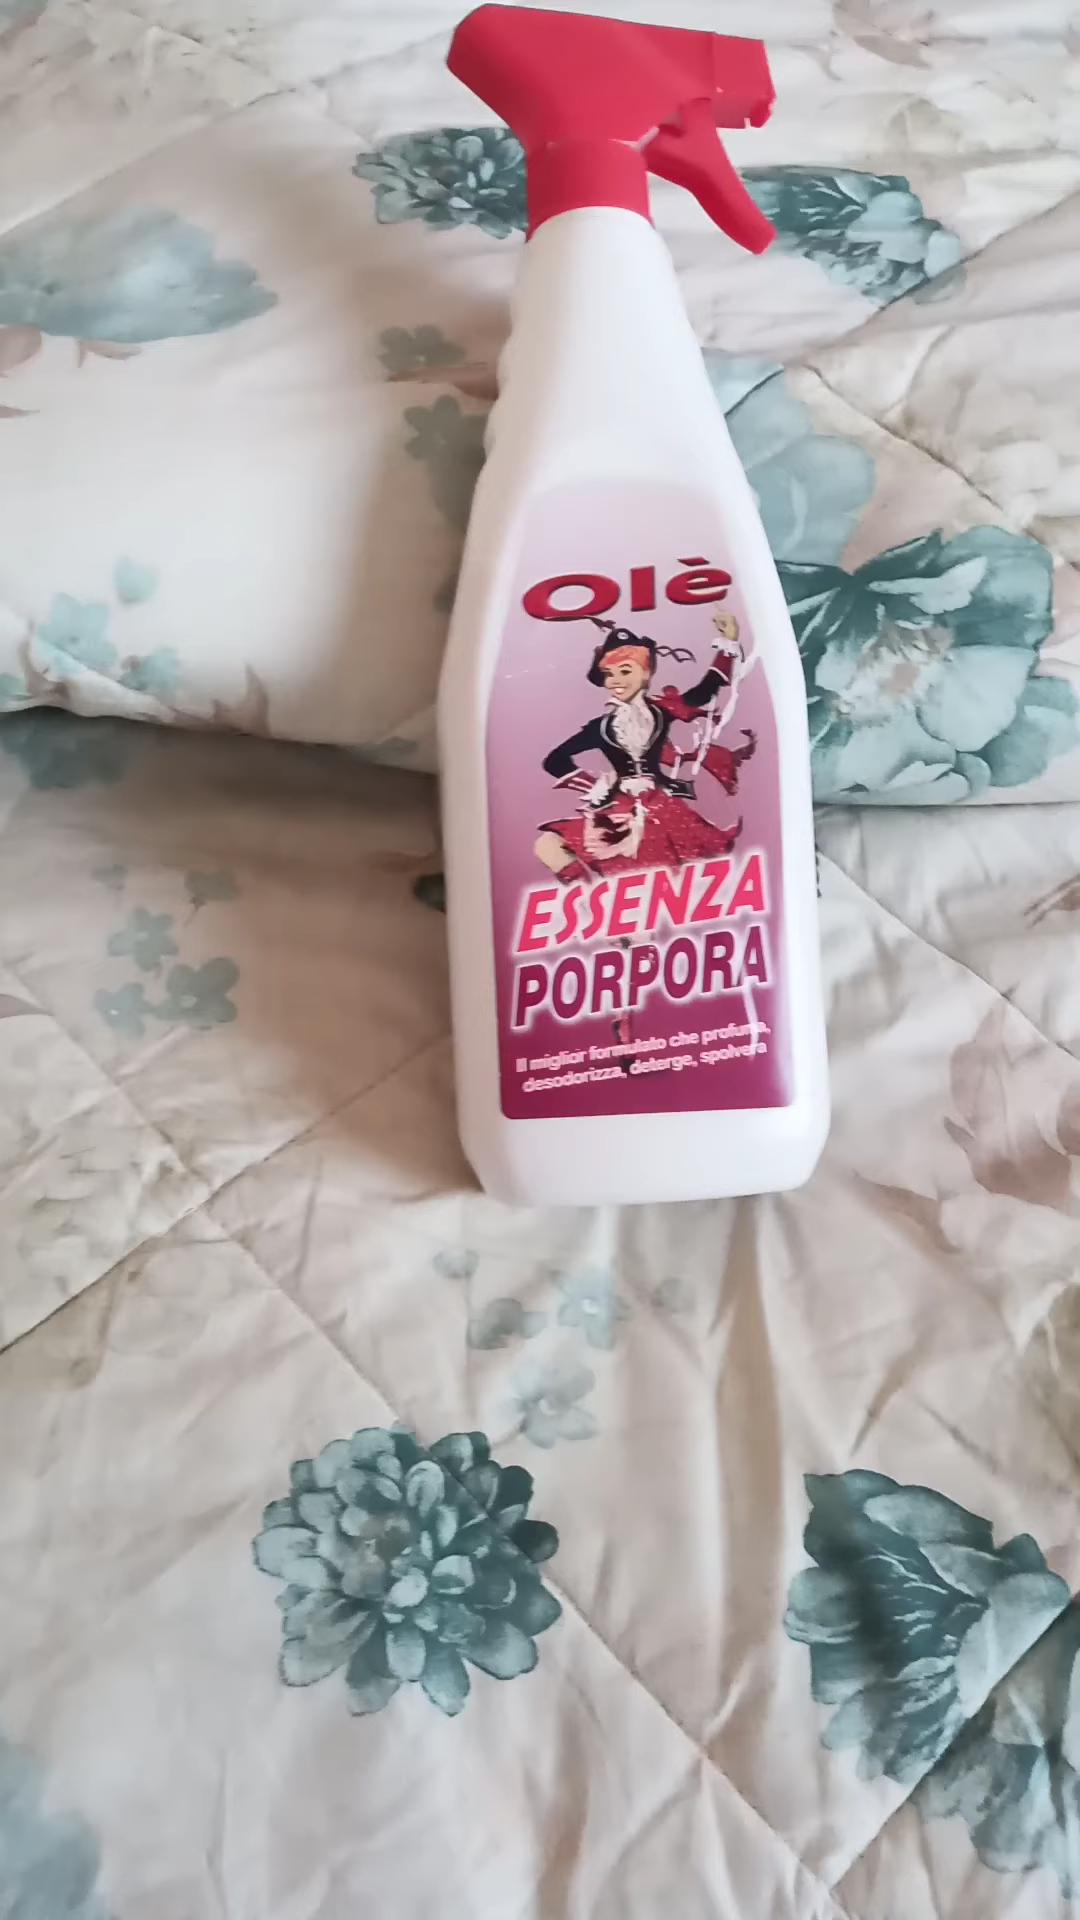 Olè
ESSENZA
PORPORA
Il miglior formulato che profuma,
desodorizza, deterge, spolvera